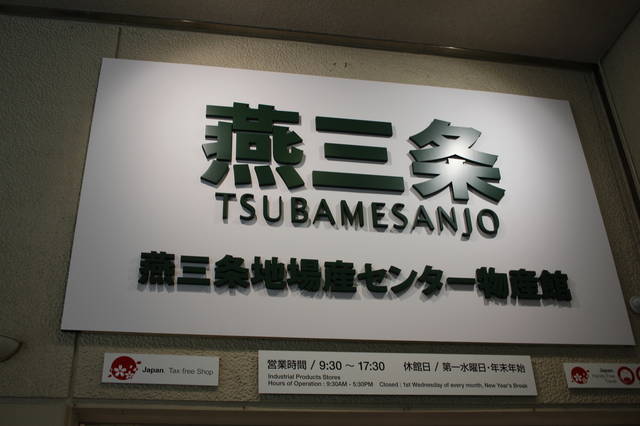 燕三条
TSUBAMESANJO
燕三条地場産センター物産館
Japan. Tax-free Shop
営業時間 / 9:30 ～ 17:30 休館日 / 第一水曜日・年末年始
Industrial Products Stores
Hours of Operation : 9:30AM - 5:30PM Closed : 1st Wednesday of every month, New Year's Break
Japan.